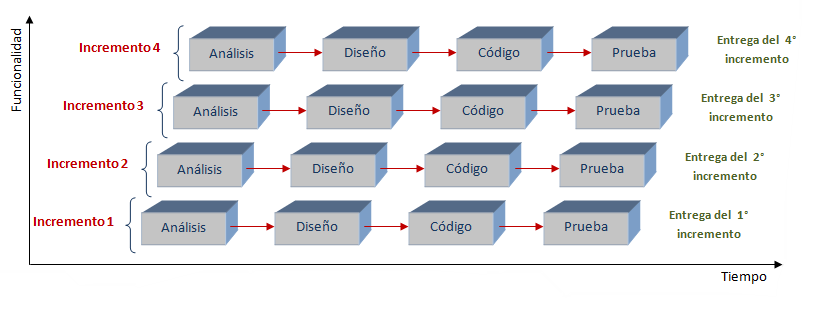 Funcionalidad
Incremento 4
Análisis
Diseño
Código
Prueba
Entrega del 4°
incremento
Incremento 3
Análisis
Diseño
Código
Prueba
Entrega del 3°
incremento
Incremento 2
Análisis
Diseño
Código
Prueba
Entrega del 2°
incremento
Incremento 1
Análisis
Diseño
Código
Prueba
Entrega del 1°
incremento
Tiempo